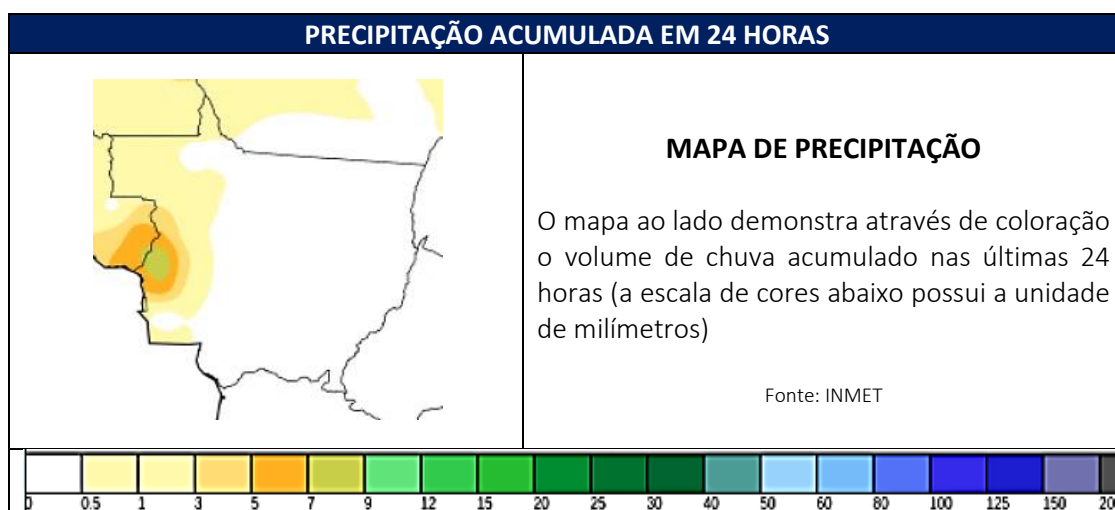 PRECIPITAÇÃO ACUMULADA EM 24 HORAS
MAPA DE PRECIPITAÇÃO
O mapa ao lado demonstra através de coloração
o volume de chuva acumulado nas últimas 24
horas (a escala de cores abaixo possui a unidade
de milímetros)
Fonte: INMET
0 0.5 1 3 5 7 9 12 15 20 25 30 40 50 60 80 100 125 150